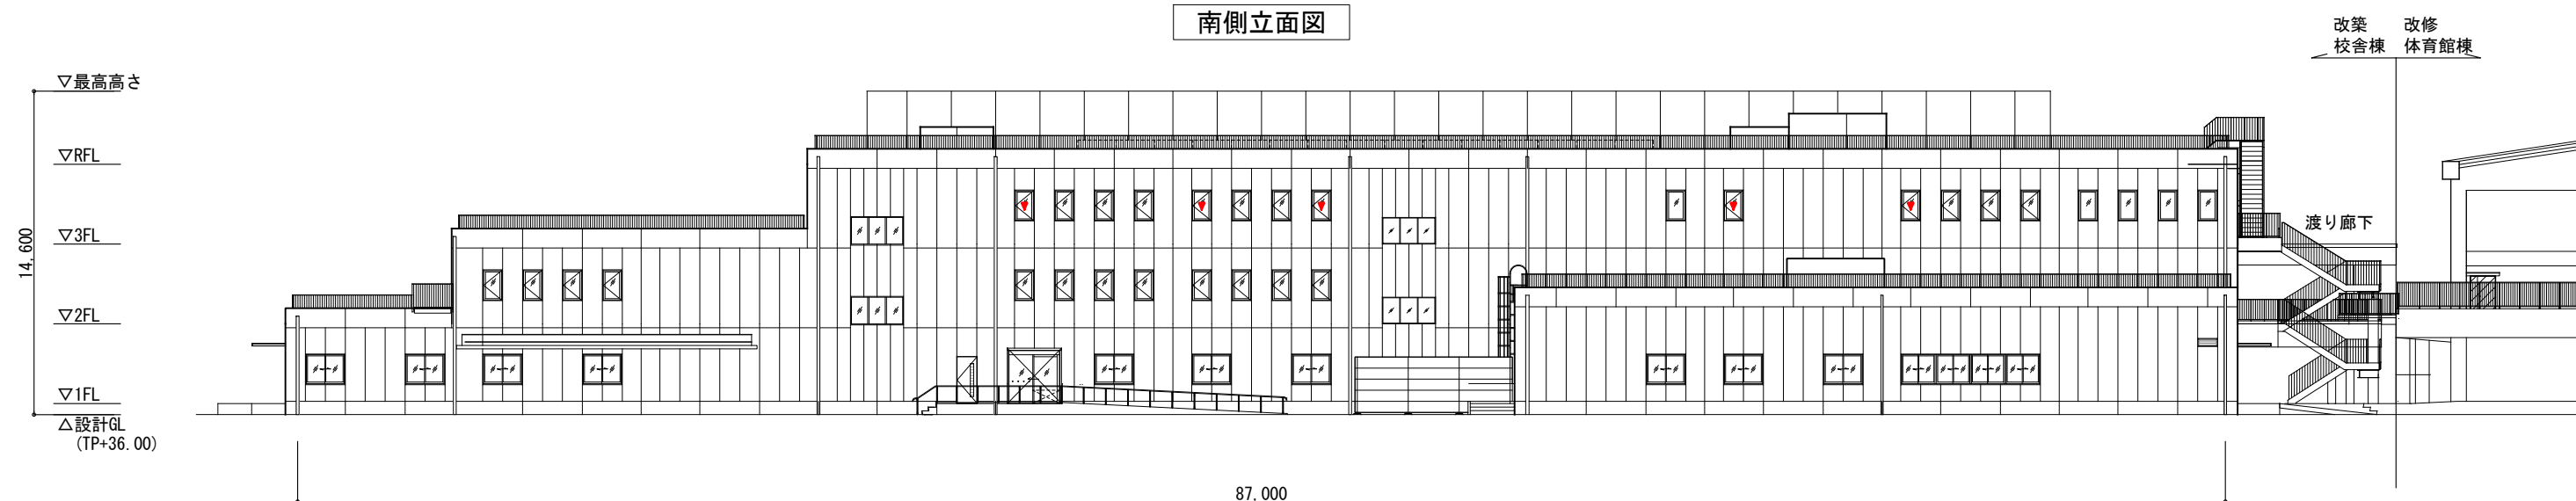 南側立面図
改築 改修
校舎棟 体育館棟
▽最高高さ
▽RFL
▽3FL
14,600
渡り廊下
▽2FL
▽1FL
△設計GL
(TP+36.00)
87,000